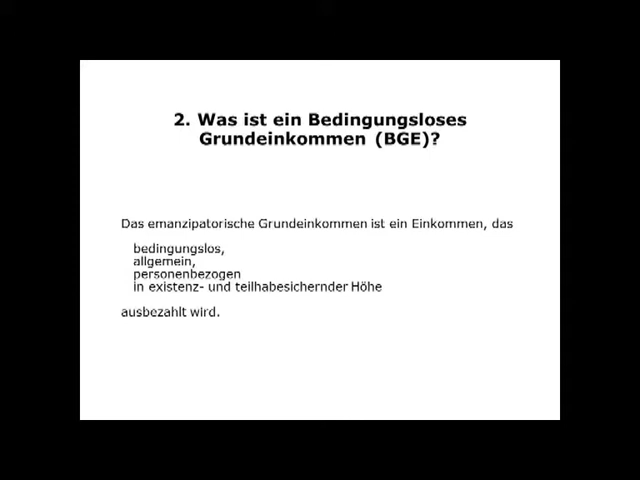 2. Was ist ein Bedingungsloses
Grundeinkommen (BGE)?
Das emanzipatorische Grundeinkommen ist ein Einkommen, das
bedingungslos,
allgemein,
personenbezogen
in existenz- und teilhabesichernder Höhe
ausbezahlt wird.